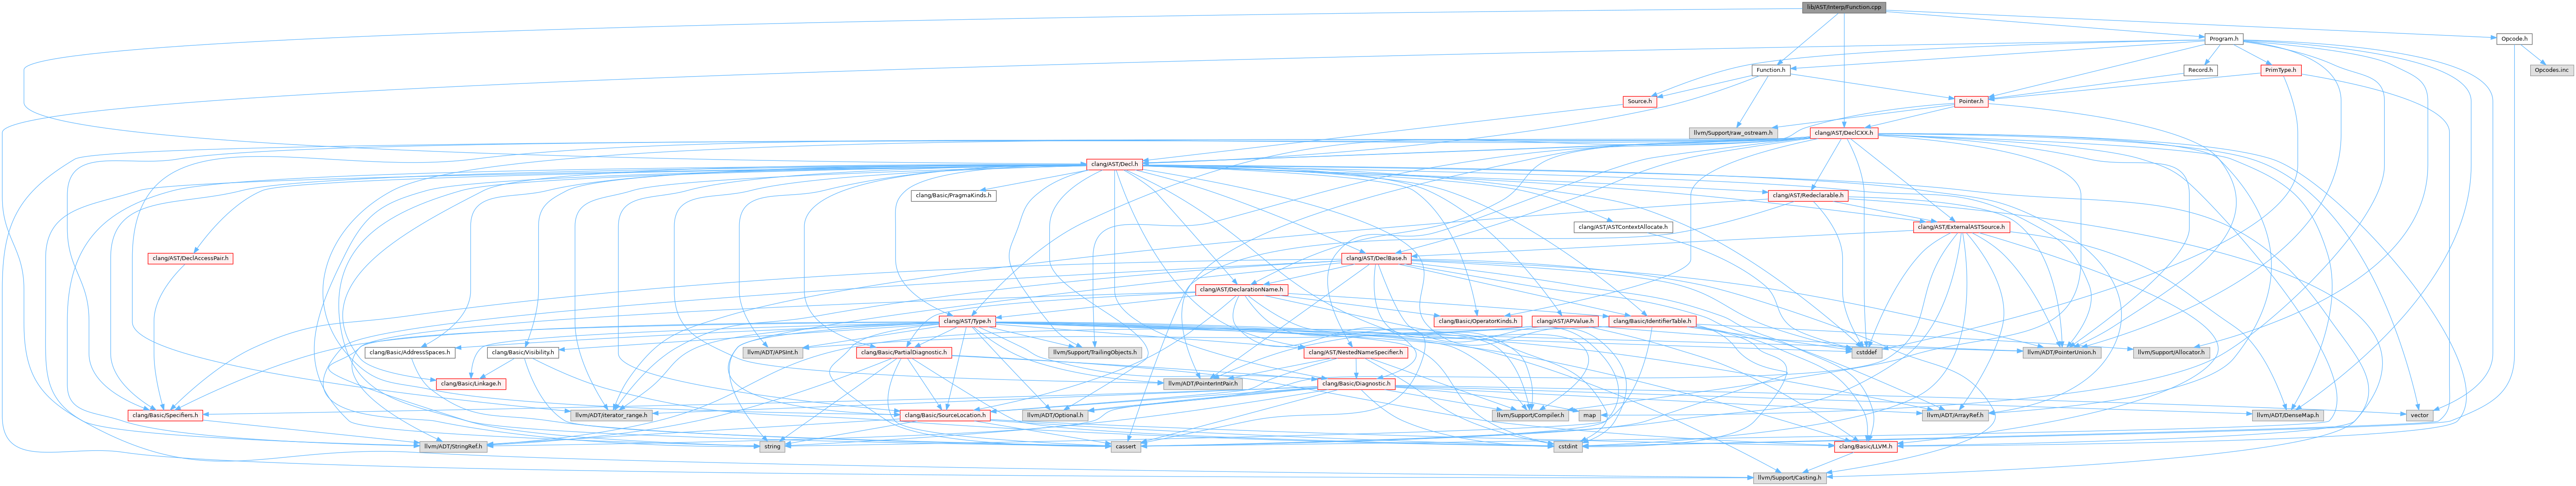 lib/AST/Interp/Function.cpp
Program.h
Opcode.h
Function.h
Record.h
PrimType.h
Opcodes.inc
Source.h
Pointer.h
llvm/Support/raw_ostream.h
clang/AST/DeclCXX.h
clang/AST/Decl.h
clang/Basic/PragmaKinds.h
clang/AST/Redeclarable.h
clang/AST/ASTContextAllocate.h
clang/AST/ExternalASTSource.h
clang/AST/DeclAccessPair.h
clang/AST/DeclBase.h
clang/AST/DeclarationName.h
clang/AST/Type.h
clang/Basic/OperatorKinds.h
clang/AST/APValue.h
clang/Basic/IdentifierTable.h
clang/Basic/AddressSpaces.h
clang/Basic/Visibility.h
llvm/ADT/APSInt.h
clang/Basic/PartialDiagnostic.h
llvm/Support/TrailingObjects.h
clang/AST/NestedNameSpecifier.h
cstddef
llvm/ADT/PointerUnion.h
llvm/Support/Allocator.h
clang/Basic/Linkage.h
llvm/ADT/PointerIntPair.h
clang/Basic/Diagnostic.h
clang/Basic/Specifiers.h
llvm/ADT/iterator_range.h
clang/Basic/SourceLocation.h
llvm/ADT/Optional.h
llvm/Support/Compiler.h
map
llvm/ADT/ArrayRef.h
llvm/ADT/DenseMap.h
vector
llvm/ADT/StringRef.h
string
cassert
cstdint
clang/Basic/LLVM.h
llvm/Support/Casting.h